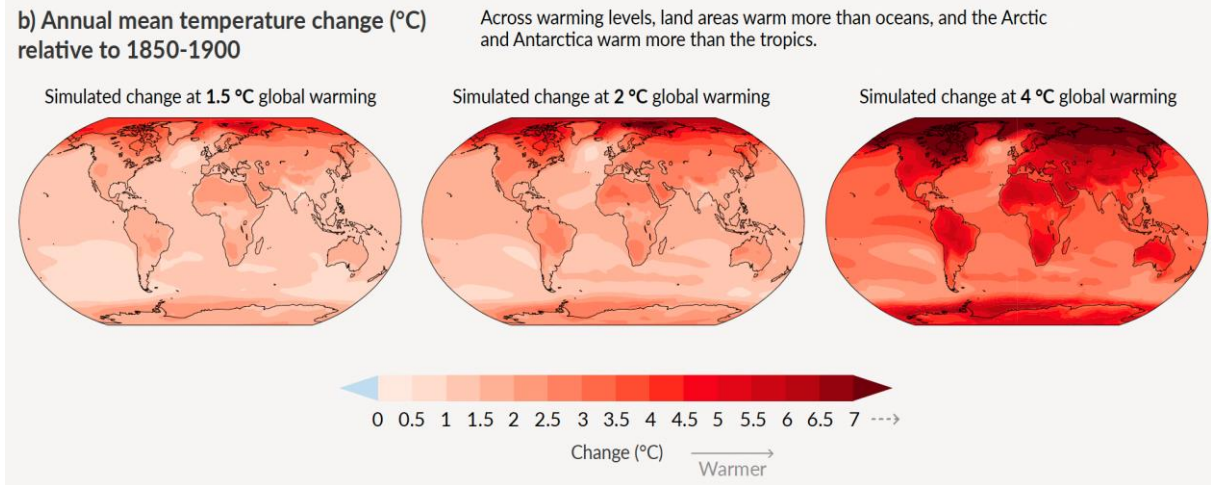 b) Annual mean temperature change (°C)
relative to 1850-1900
Across warming levels, land areas warm more than oceans, and the Arctic
and Antarctica warm more than the tropics.
Simulated change at 1.5 °C global warming
Simulated change at 2 °C global warming
Simulated change at 4 °C global warming
0 0.5 1 1.5 2 2.5 3 3.5 4 4.5 5 5.5 6 6.5 7
Change (°C)
Warmer